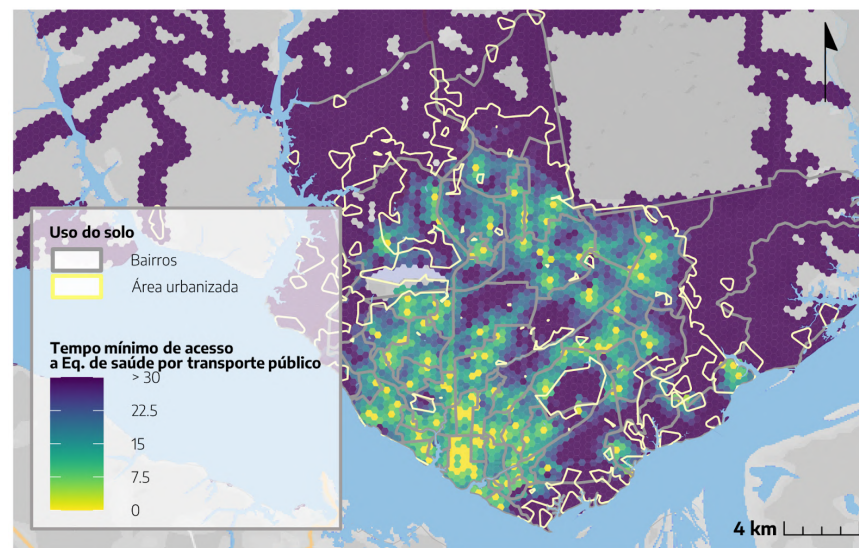 Uso do solo
Bairros
Área urbanizada
Tempo mínimo de acesso
a Eq. de saúde por transporte público
> 30
22.5
15
7.5
0
4 km